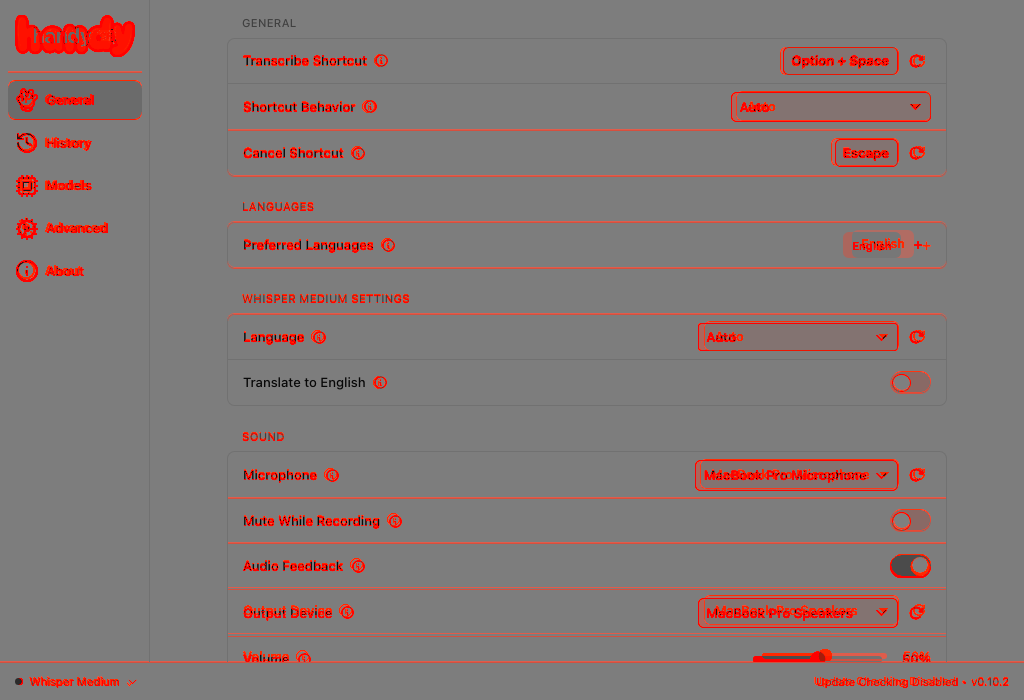 handy
General
History
Models
Advanced
About
GENERAL
Transcribe Shortcut
Option + Space
Shortcut Behavior
Auto
Cancel Shortcut
Escape
LANGUAGES
Preferred Languages
English
+
WHISPER MEDIUM SETTINGS
Language
Auto
Translate to English
SOUND
Microphone
MacBook Pro Microphone
Mute While Recording
Audio Feedback
Output Device
MacBook Pro Speakers
Volume
50%
Whisper Medium
Update Checking Disabled • v0.10.2